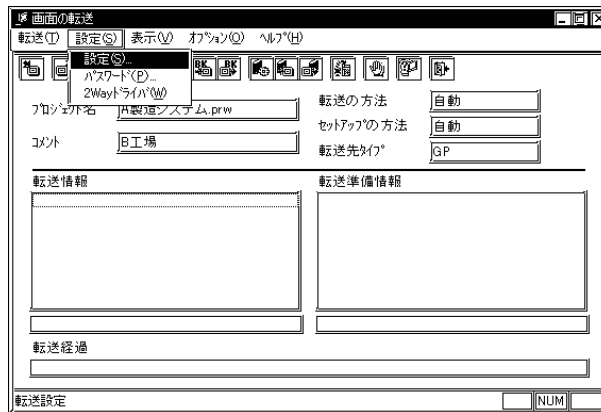 画面の転送
転送(T) 設定(S) 表示(V) ｵﾌﾟｼｮﾝ(O) ﾍﾙﾌﾟ(H)
設定(S)...
ﾊﾟｽﾜｰﾄﾞ(P)...
2Wayﾄﾞﾗｲﾊﾞ(W)
BK BK
ﾌﾟﾛｼﾞｪｸﾄ名 A製造システム.prw
転送の方法 自動
ｾｯﾄｱｯﾌﾟの方法 自動
ｺﾒﾝﾄ B工場
転送先ﾀｲﾌﾟ GP
転送情報 転送準備情報
転送経過
転送設定 NUM